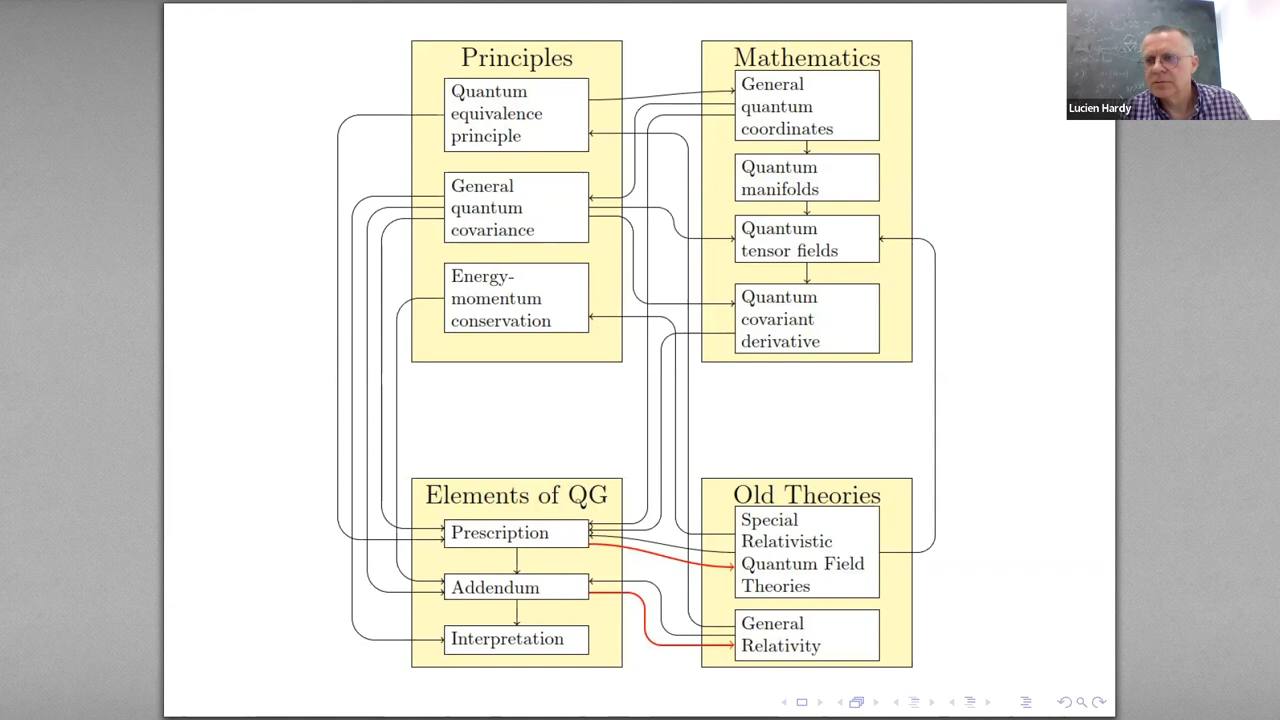 Principles
Quantum
equivalence
principle
General
quantum
covariance
Energy-
momentum
conservation
Mathematics
General
quantum
coordinates
Quantum
manifolds
Quantum
tensor fields
Quantum
covariant
derivative
Elements of QG
Prescription
Addendum
Interpretation
Old Theories
Special
Relativistic
Quantum Field
Theories
General
Relativity
Lucien Hardy